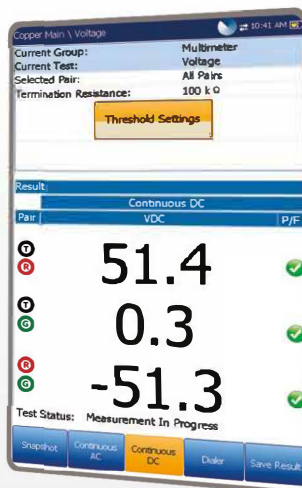 Copper Main \ Voltage 10:41 AM
Current Group: Multimeter
Current Test: Voltage
Selected Pair: All Pairs
Termination Resistance: 100 k Ω
Threshold Settings
Result
Continuous DC
Pair VDC P/F
T
R 51.4
T
G 0.3
R
G -51.3
Test Status: Measurement In Progress
Snapshot Continuous AC Continuous DC Dialer Save Result